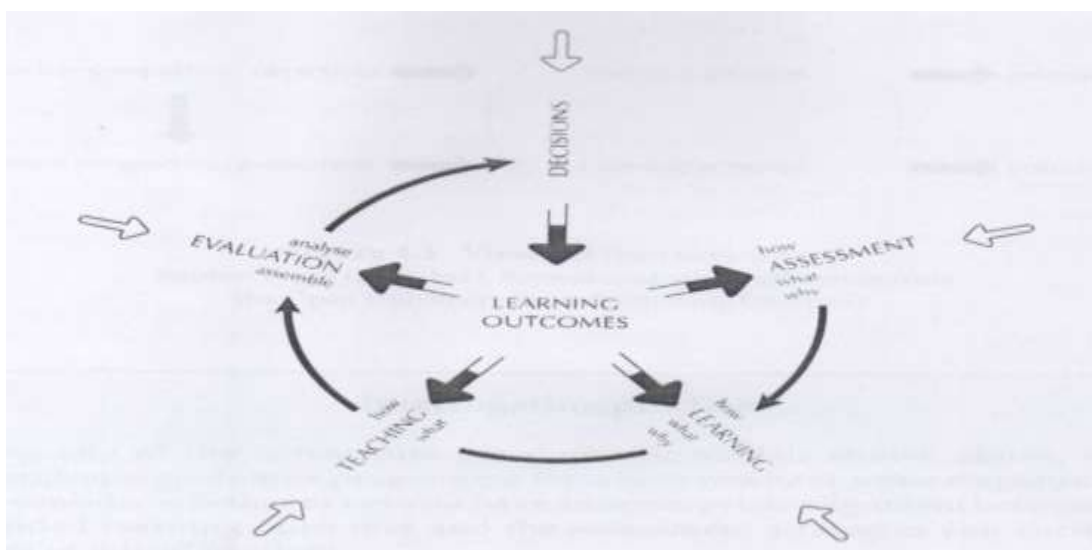 DECISIONS
how
ASSESSMENT
what
why
analyse
EVALUATION
assemble
LEARNING
OUTCOMES
how
TEACHING
what
how
LEARNING
what
why